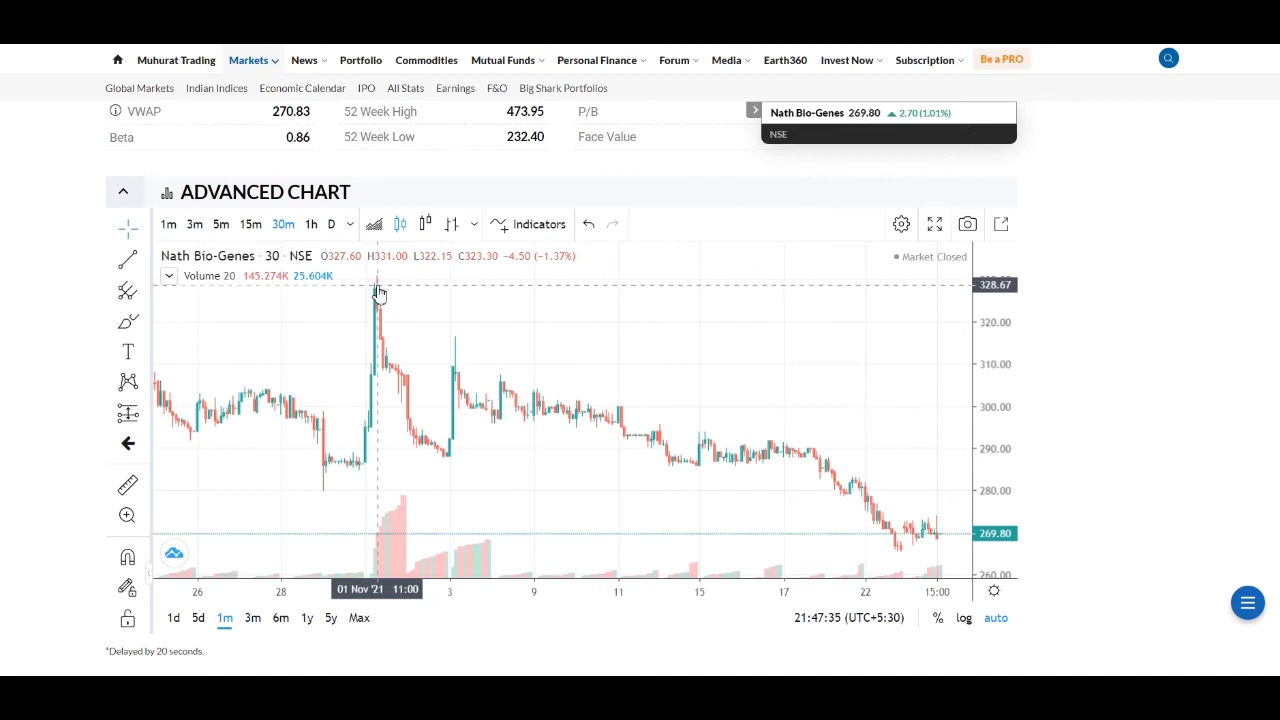 Muhurat Trading Markets News Portfolio Commodities Mutual Funds Personal Finance Forum Media Earth360 Invest Now Subscription Be a PRO
Global Markets Indian Indices Economic Calendar IPO All Stats Earnings F&O Big Shark Portfolios
VWAP 270.83 52 Week High 473.95 P/B
Nath Bio-Genes 269.80 ▲ 2.70 (1.01%)
NSE
Beta 0.86 52 Week Low 232.40 Face Value
ADVANCED CHART
1m 3m 5m 15m 30m 1h D Indicators
Nath Bio-Genes · 30 · NSE O327.60 H331.00 L322.15 C323.30 −4.50 (−1.37%)
Market Closed
Volume 20 145.274K 25.604K
328.67
320.00
310.00
300.00
290.00
280.00
269.80
260.00
26 28 01 Nov '21 11:00 3 9 11 15 17 22 15:00
1d 5d 1m 3m 6m 1y 5y Max 21:47:35 (UTC+5:30) % log auto
*Delayed by 20 seconds.